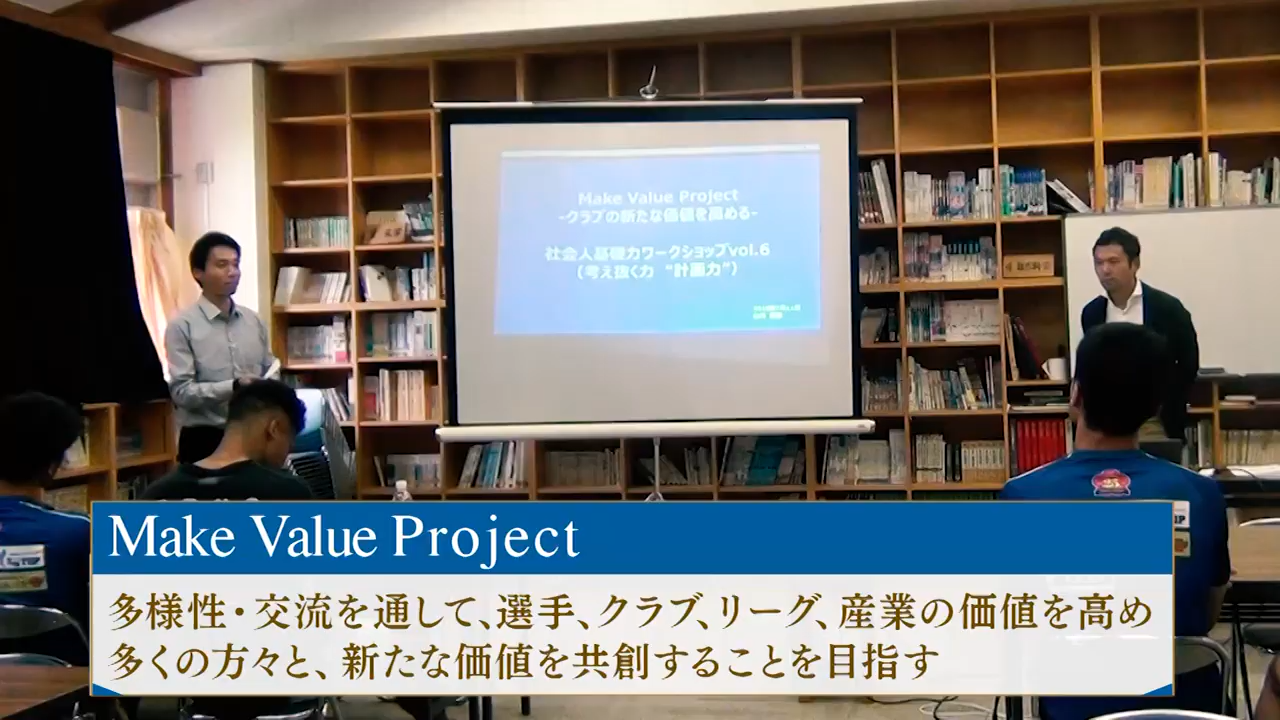 Make Value Project
-クラブの新たな価値を高める-
社会人基礎力ワークショップvol.6
（考え抜く力 “計画力”）
Make Value Project
多様性・交流を通して、選手、クラブ、リーグ、産業の価値を高め
多くの方々と、新たな価値を共創することを目指す